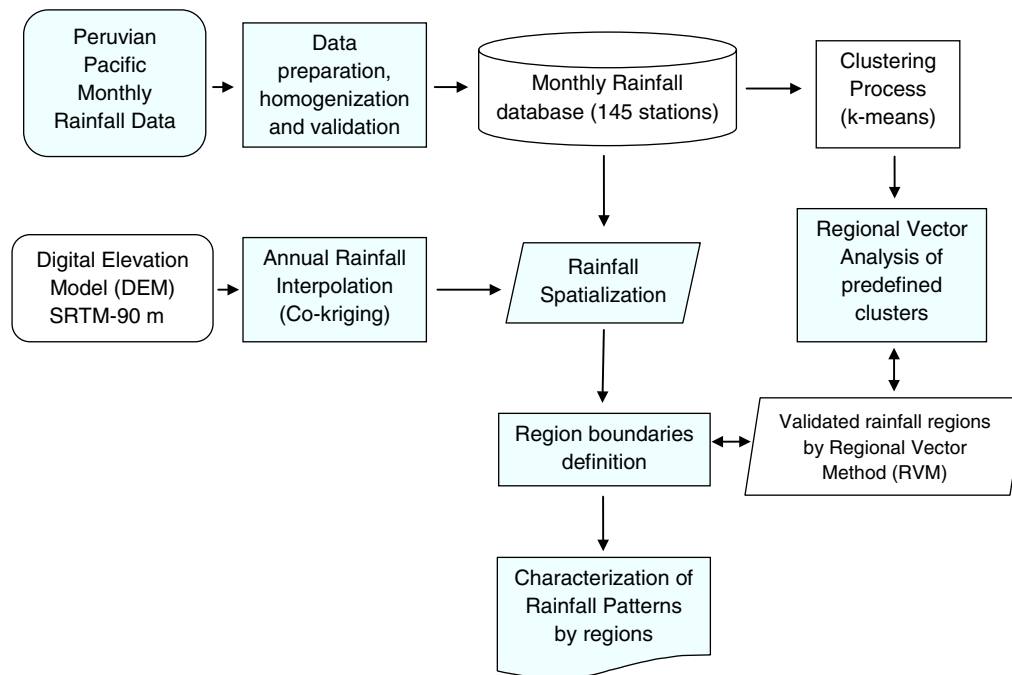 Peruvian
Pacific
Monthly
Rainfall Data
Data
preparation,
homogenization
and validation
Monthly Rainfall
database (145 stations)
Clustering
Process
(k-means)
Digital Elevation
Model (DEM)
SRTM-90 m
Annual Rainfall
Interpolation
(Co-kriging)
Rainfall
Spatialization
Regional Vector
Analysis of
predefined
clusters
Region boundaries
definition
Validated rainfall regions
by Regional Vector
Method (RVM)
Characterization of
Rainfall Patterns
by regions